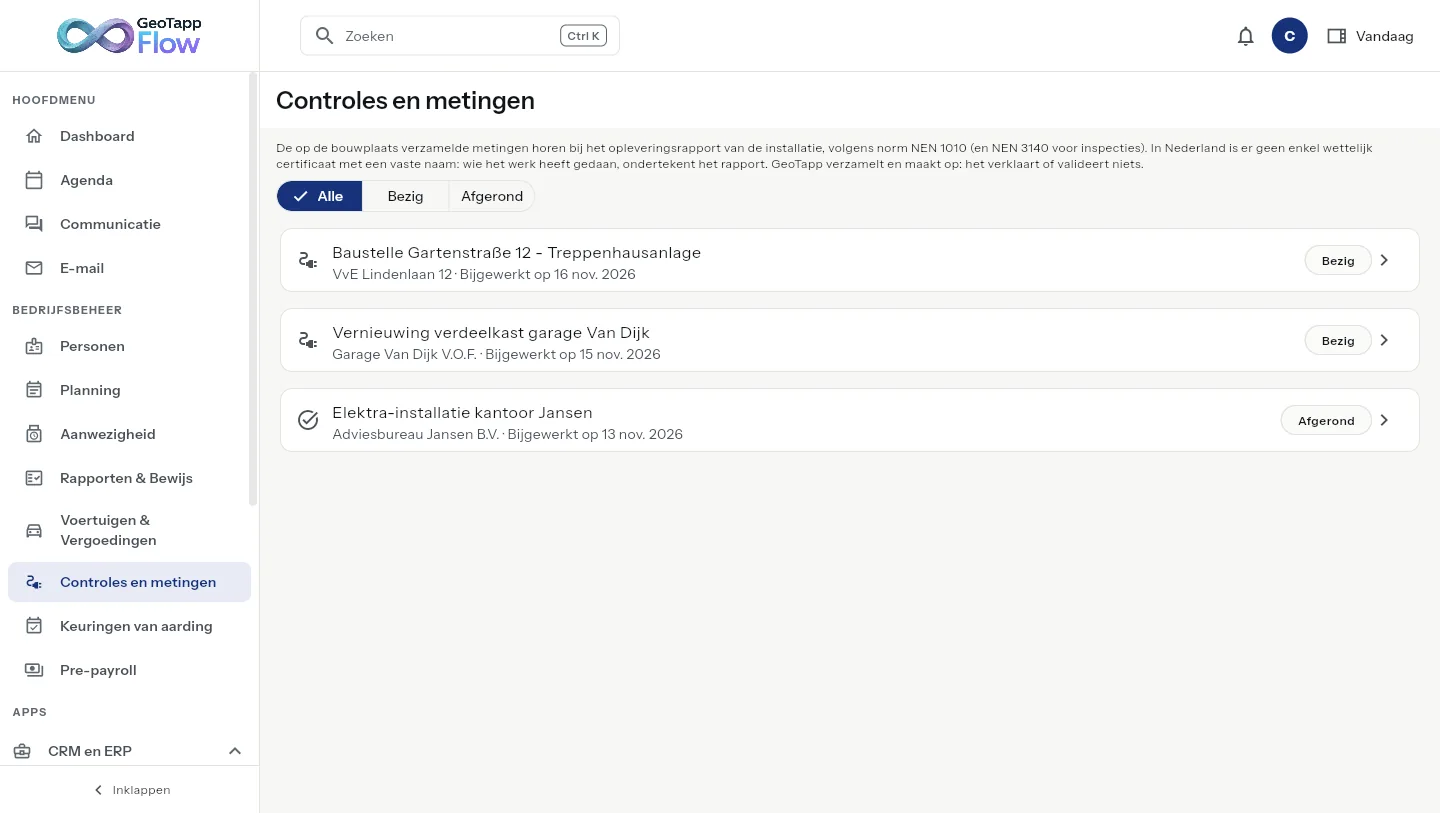 GeoTapp
Flow
Zoeken
Ctrl K
C
Vandaag
HOOFDMENU
Dashboard
Agenda
Communicatie
E-mail
BEDRIJFSBEHEER
Personen
Planning
Aanwezigheid
Rapporten & Bewijs
Voertuigen &
Vergoedingen
Controles en metingen
Keuringen van aarding
Pre-payroll
APPS
CRM en ERP
Inklappen
Controles en metingen
De op de bouwplaats verzamelde metingen horen bij het opleveringsrapport van de installatie, volgens norm NEN 1010 (en NEN 3140 voor inspecties). In Nederland is er geen enkel wettelijk
certificaat met een vaste naam: wie het werk heeft gedaan, ondertekent het rapport. GeoTapp verzamelt en maakt op: het verklaart of valideert niets.
Alle
Bezig
Afgerond
Baustelle Gartenstraße 12 - Treppenhausanlage
VvE Lindenlaan 12 · Bijgewerkt op 16 nov. 2026
Bezig
Vernieuwing verdeelkast garage Van Dijk
Garage Van Dijk V.O.F. · Bijgewerkt op 15 nov. 2026
Bezig
Elektra-installatie kantoor Jansen
Adviesbureau Jansen B.V. · Bijgewerkt op 13 nov. 2026
Afgerond